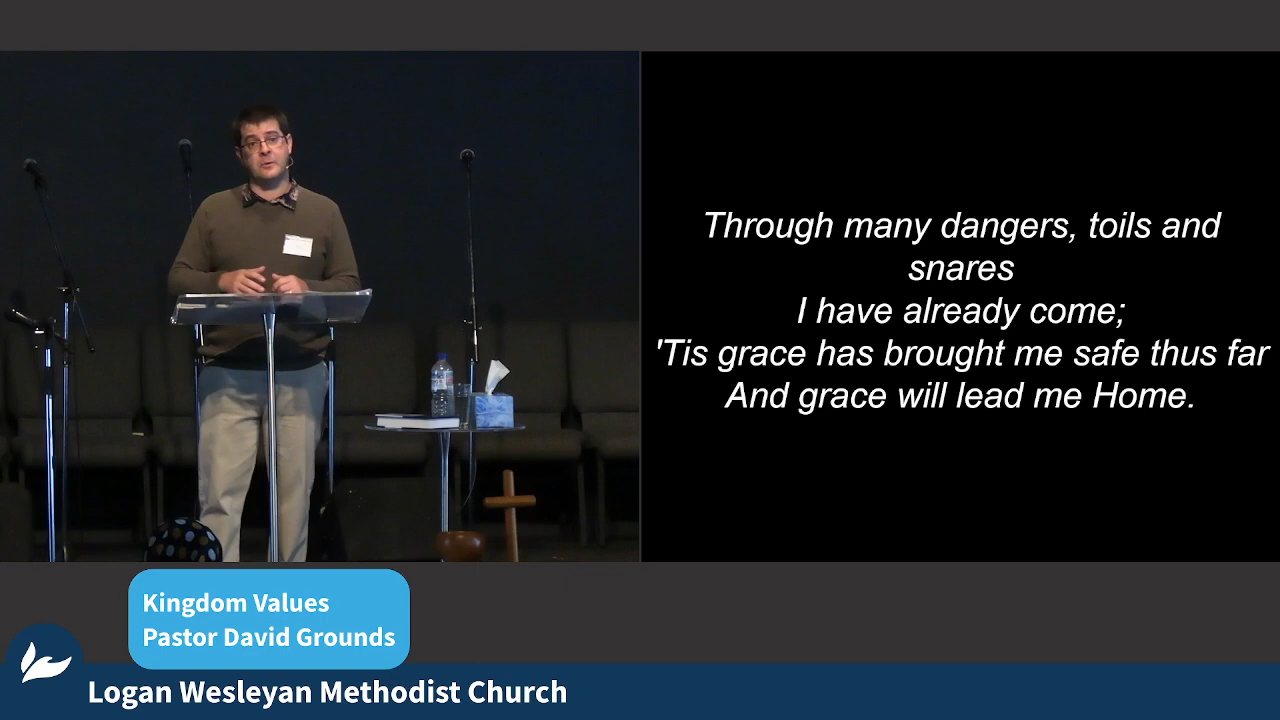 Through many dangers, toils and
snares
I have already come;
'Tis grace has brought me safe thus far
And grace will lead me Home.
Kingdom Values
Pastor David Grounds
Logan Wesleyan Methodist Church